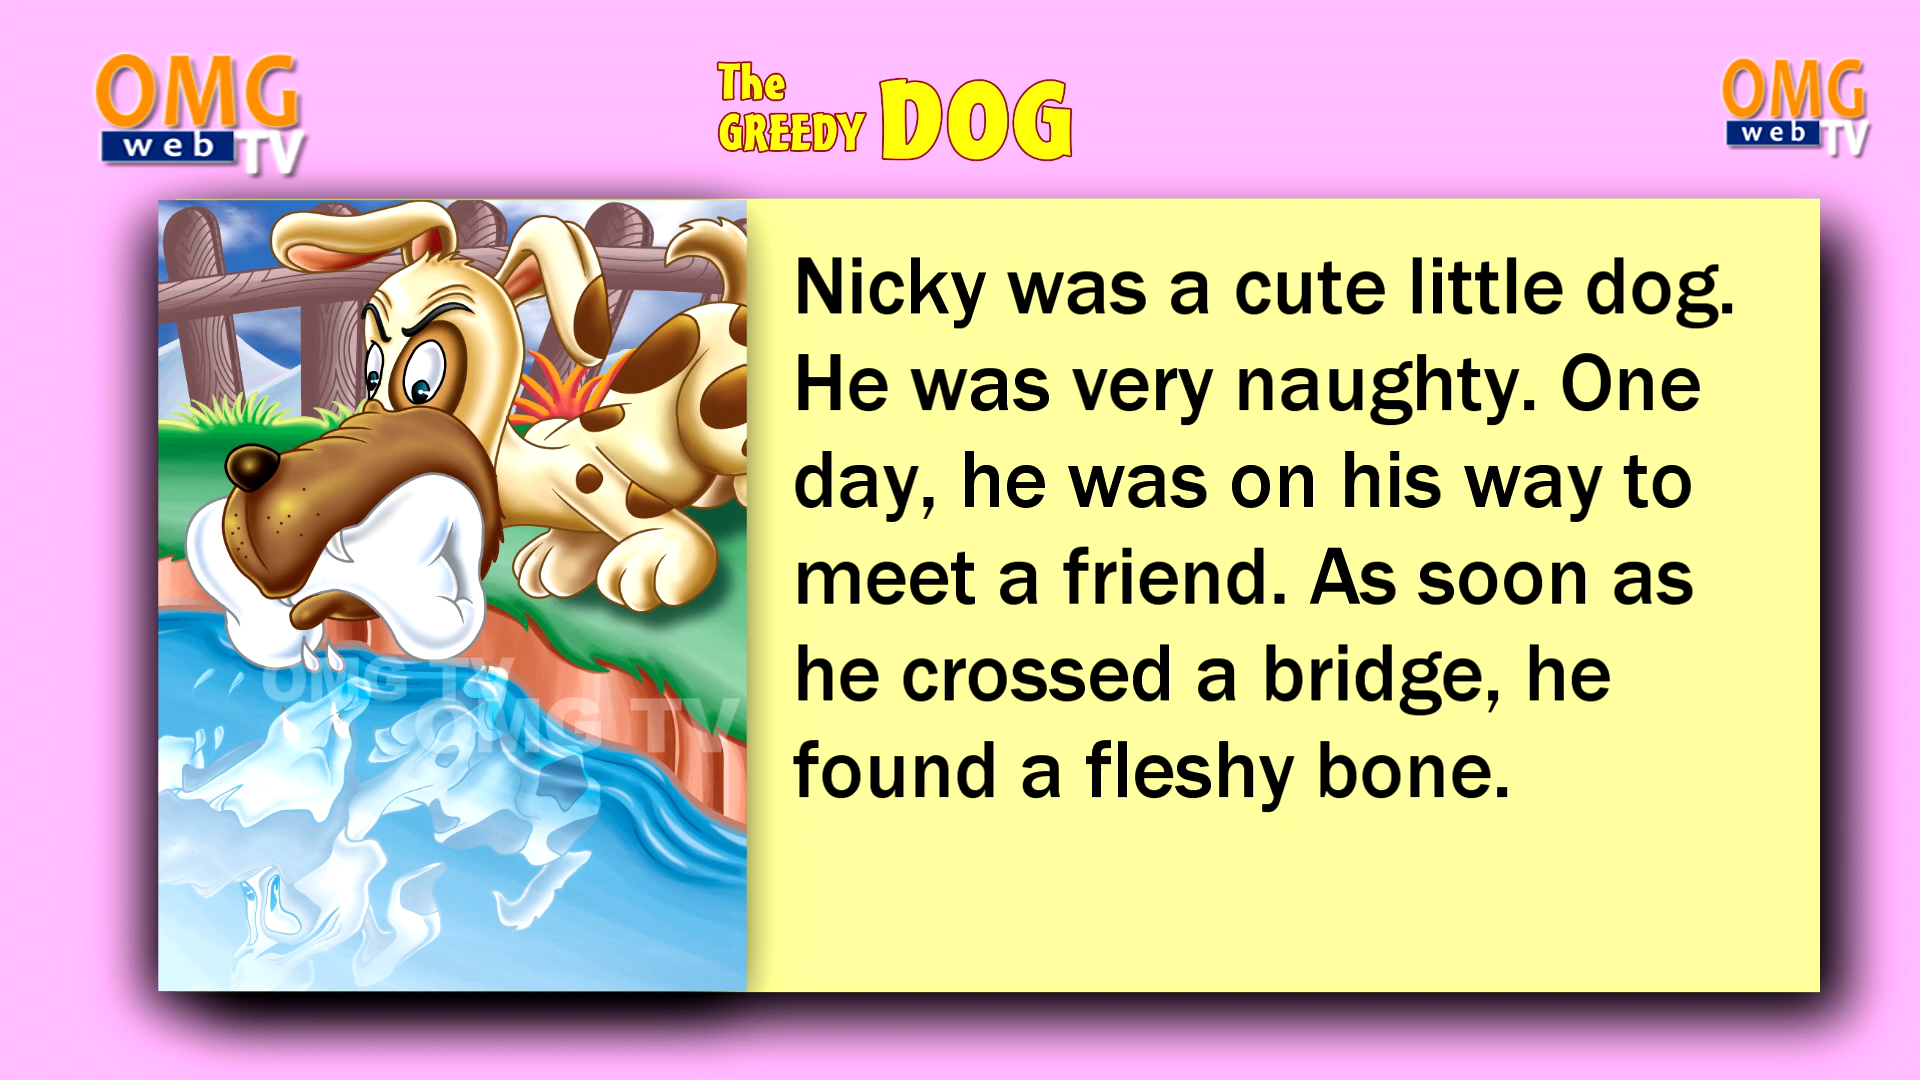 OMG
web TV
The
GREEDY DOG
OMG
web TV
Nicky was a cute little dog.
He was very naughty. One
day, he was on his way to
meet a friend. As soon as
he crossed a bridge, he
found a fleshy bone.
OMG TV
OMG TV